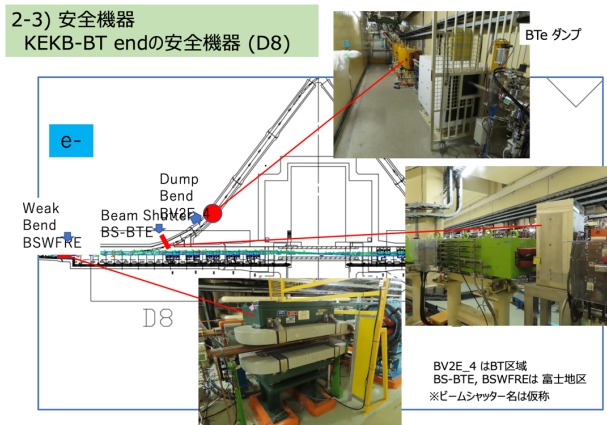 2-3) 安全機器
KEKB-BT endの安全機器 (D8)
BTe ダンプ
e-
Dump
Bend
BV2E_4
Weak
Bend
BSWFRE
Beam Shutter
BS-BTE
D8
BV2E_4 はBT区域
BS-BTE, BSWFREは 富士地区
※ビームシャッター名は仮称